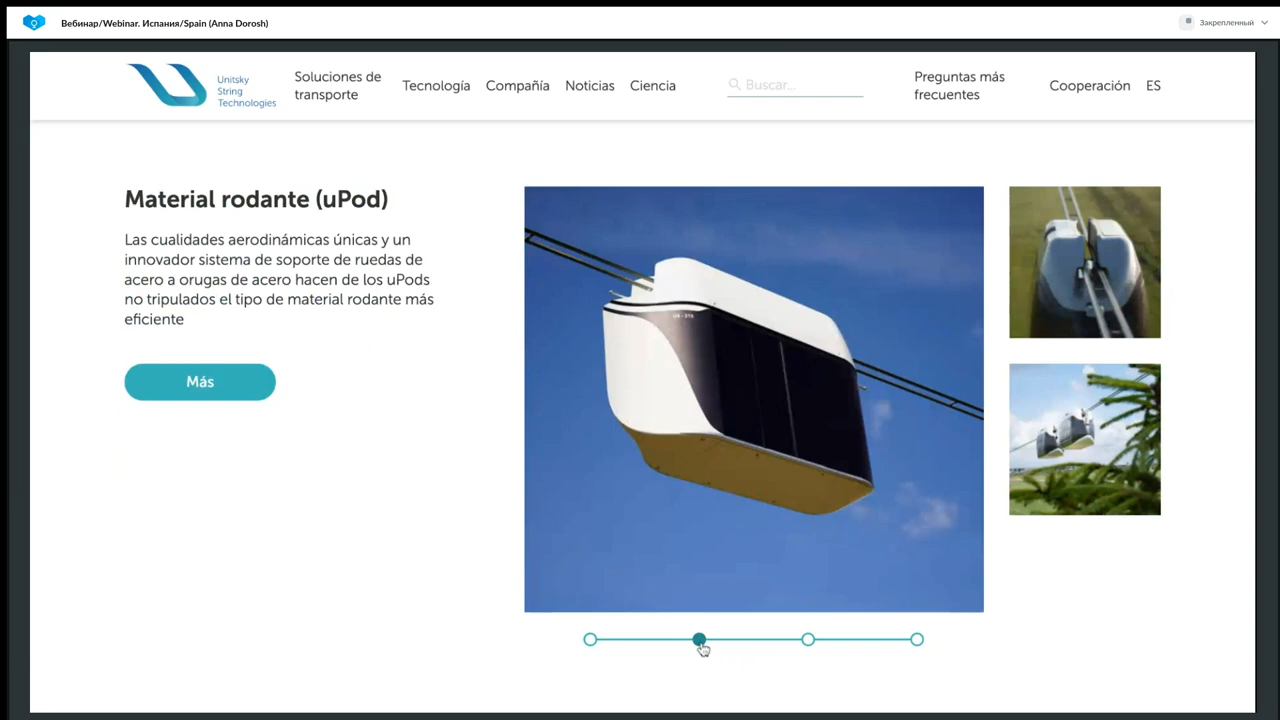 Вебинар/Webinar. Испания/Spain (Anna Dorosh)
Закрепленный
Unitsky
String
Technologies
Soluciones de
transporte
Tecnología
Compañía
Noticias
Ciencia
Buscar...
Preguntas más
frecuentes
Cooperación
ES
Material rodante (uPod)
Las cualidades aerodinámicas únicas y un
innovador sistema de soporte de ruedas de
acero a orugas de acero hacen de los uPods
no tripulados el tipo de material rodante más
eficiente
Más